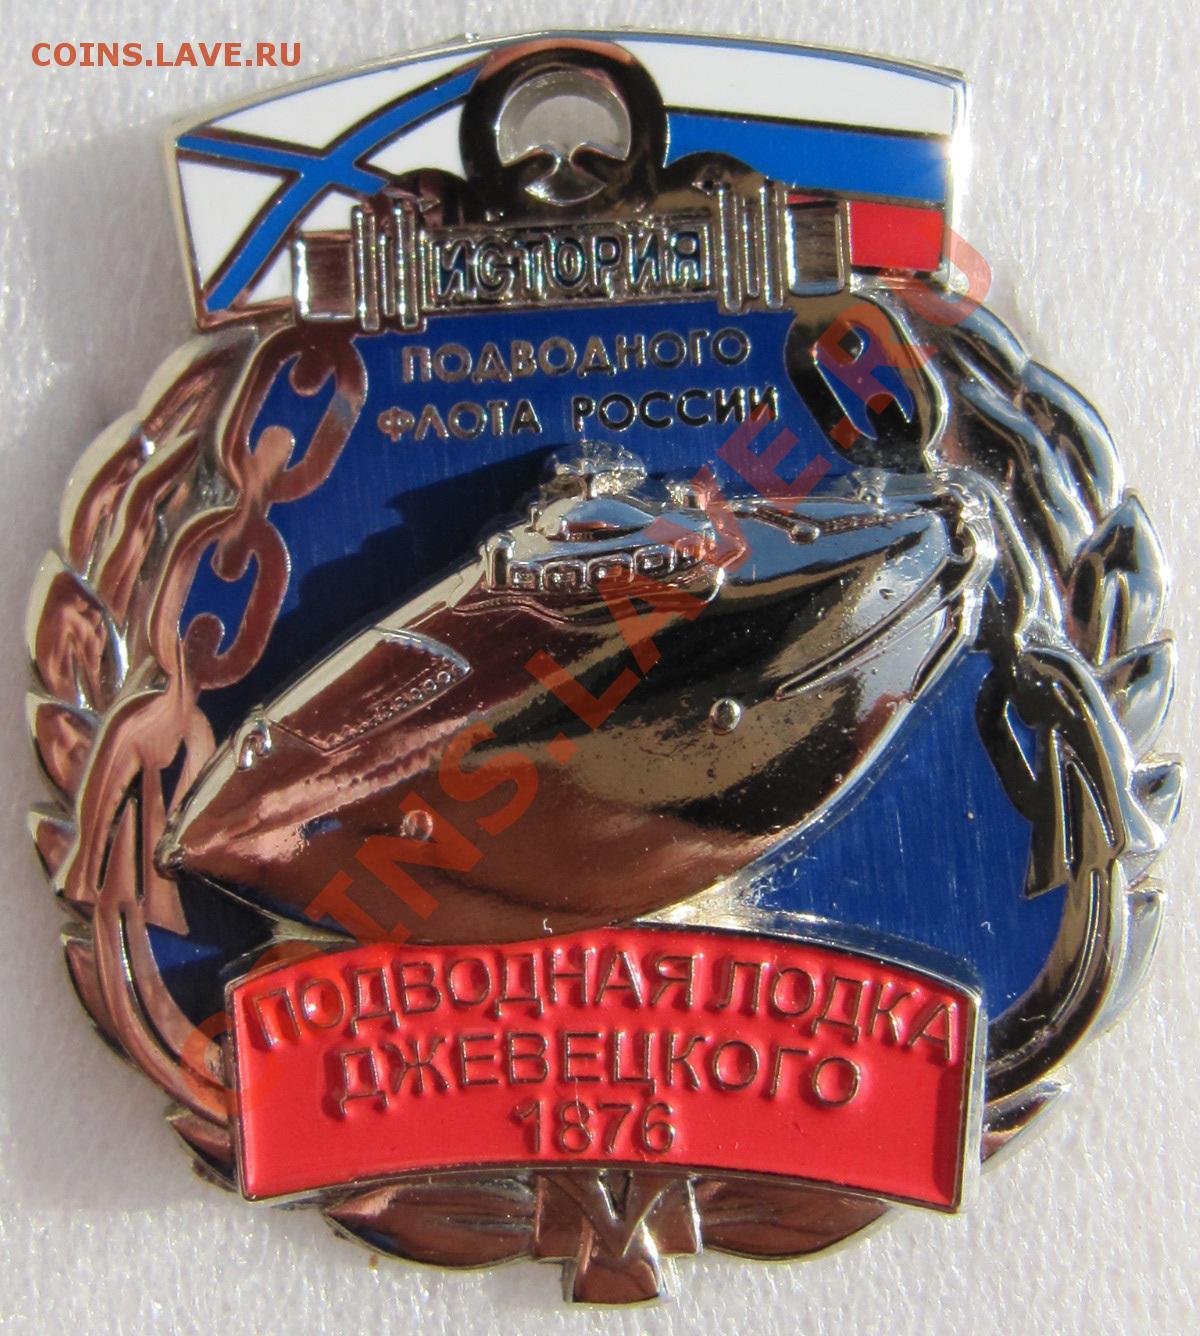 COINS.LAVE.RU
ИСТОРИЯ
ПОДВОДНОГО
ФЛОТА РОССИИ
COINS.LAVE.RU
ПОДВОДНАЯ ЛОДКА
ДЖЕВЕЦКОГО
1876